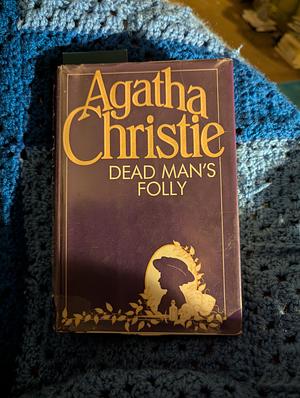 Agatha
Christie
DEAD MAN'S
FOLLY